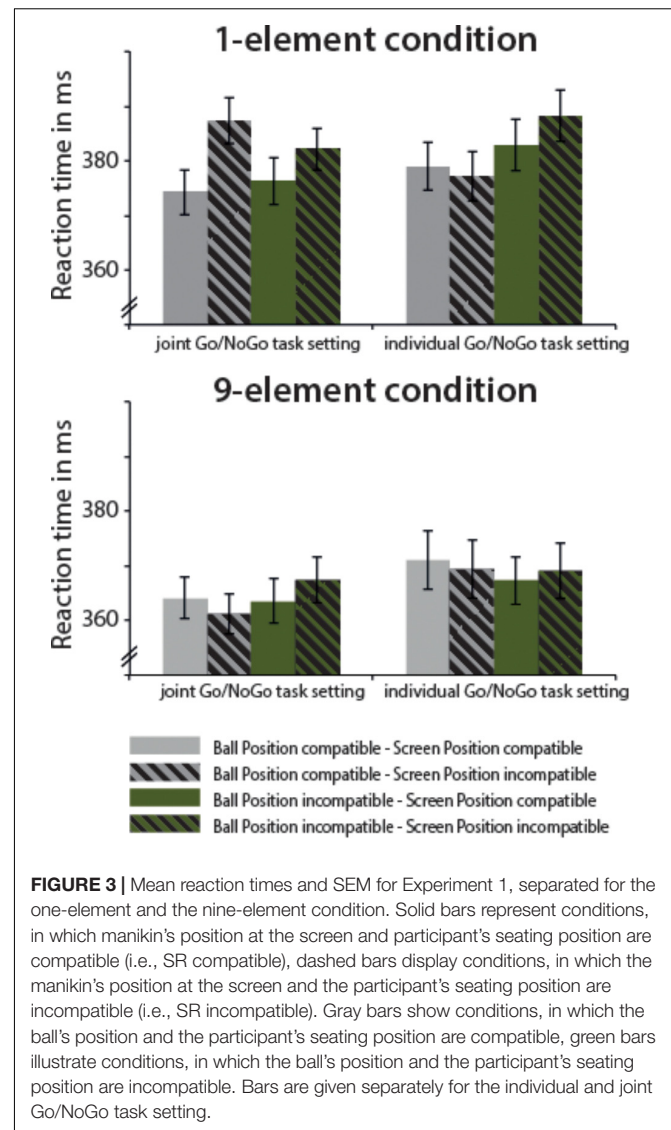 1-element condition
Reaction time in ms
380
360
joint Go/NoGo task setting
individual Go/NoGo task setting
9-element condition
Reaction time in ms
380
360
joint Go/NoGo task setting
individual Go/NoGo task setting
Ball Position compatible - Screen Position compatible
Ball Position compatible - Screen Position incompatible
Ball Position incompatible - Screen Position compatible
Ball Position incompatible - Screen Position incompatible
FIGURE 3 | Mean reaction times and SEM for Experiment 1, separated for the
one-element and the nine-element condition. Solid bars represent conditions,
in which manikin's position at the screen and participant's seating position are
compatible (i.e., SR compatible), dashed bars display conditions, in which the
manikin's position at the screen and the participant's seating position are
incompatible (i.e., SR incompatible). Gray bars show conditions, in which the
ball's position and the participant's seating position are compatible, green bars
illustrate conditions, in which the ball's position and the participant's seating
position are incompatible. Bars are given separately for the individual and joint
Go/NoGo task setting.